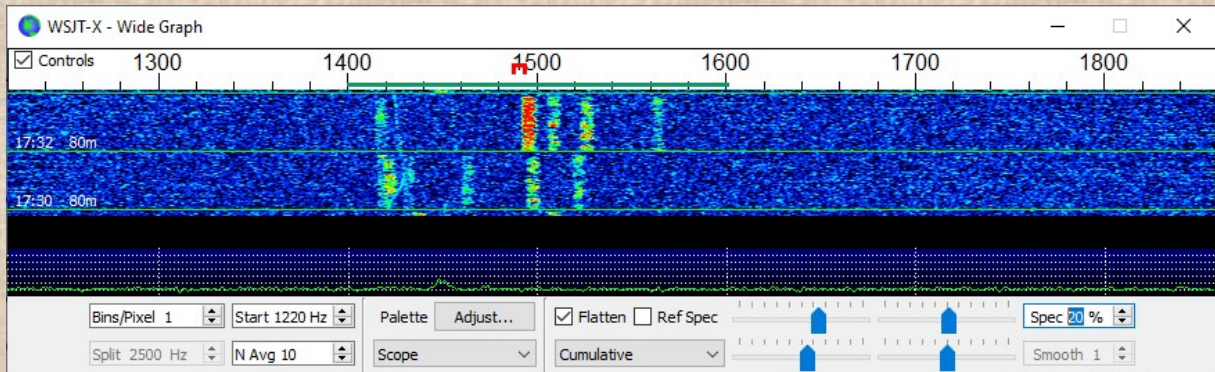 WSJT-X - Wide Graph
Controls 1300 1400 1500 1600 1700 1800
17:32 80m
17:30 80m
Bins/Pixel 1 Start 1220 Hz Palette Adjust... Flatten Ref Spec Spec 20 %
Split 2500 Hz N Avg 10 Scope Cumulative Smooth 1